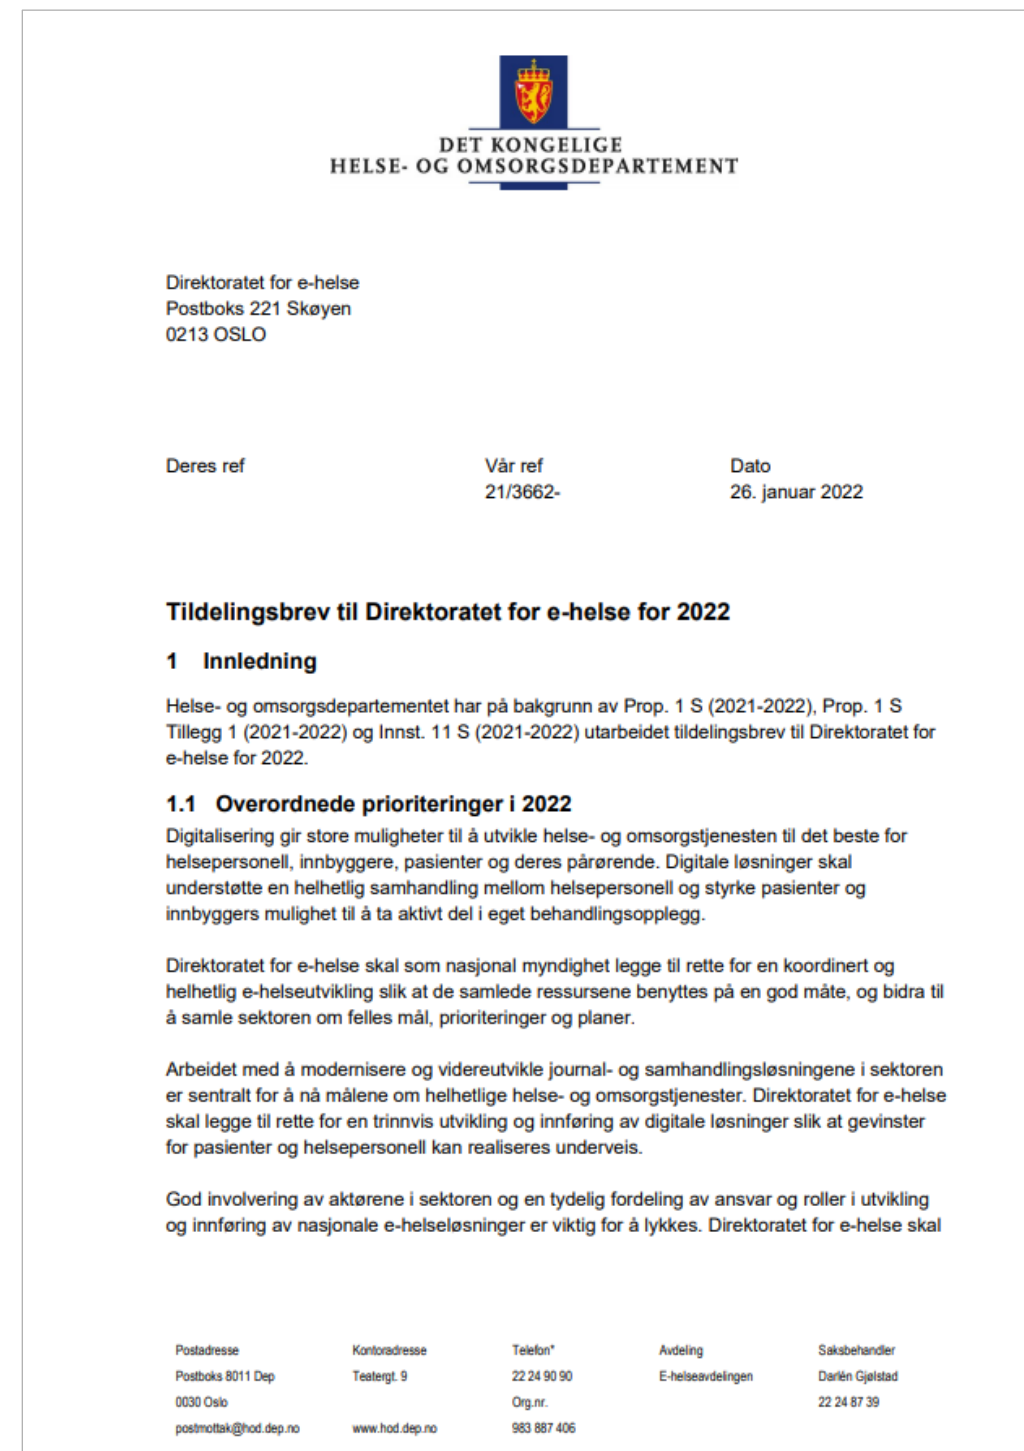 DET KONGELIGE
HELSE- OG OMSORGSDEPARTEMENT
Direktoratet for e-helse
Postboks 221 Skøyen
0213 OSLO
Deres ref Vår ref Dato
21/3662- 26. januar 2022
Tildelingsbrev til Direktoratet for e-helse for 2022
1 Innledning
Helse- og omsorgsdepartementet har på bakgrunn av Prop. 1 S (2021-2022), Prop. 1 S
Tillegg 1 (2021-2022) og Innst. 11 S (2021-2022) utarbeidet tildelingsbrev til Direktoratet for
e-helse for 2022.
1.1 Overordnede prioriteringer i 2022
Digitalisering gir store muligheter til å utvikle helse- og omsorgstjenesten til det beste for
helsepersonell, innbyggere, pasienter og deres pårørende. Digitale løsninger skal
understøtte en helhetlig samhandling mellom helsepersonell og styrke pasienter og
innbyggers mulighet til å ta aktivt del i eget behandlingsopplegg.
Direktoratet for e-helse skal som nasjonal myndighet legge til rette for en koordinert og
helhetlig e-helseutvikling slik at de samlede ressursene benyttes på en god måte, og bidra til
å samle sektoren om felles mål, prioriteringer og planer.
Arbeidet med å modernisere og videreutvikle journal- og samhandlingsløsningene i sektoren
er sentralt for å nå målene om helhetlige helse- og omsorgstjenester. Direktoratet for e-helse
skal legge til rette for en trinnvis utvikling og innføring av digitale løsninger slik at gevinster
for pasienter og helsepersonell kan realiseres underveis.
God involvering av aktørene i sektoren og en tydelig fordeling av ansvar og roller i utvikling
og innføring av nasjonale e-helseløsninger er viktig for å lykkes. Direktoratet for e-helse skal
Postadresse Kontoradresse Telefon* Avdeling Saksbehandler
Postboks 8011 Dep Teatergt. 9 22 24 90 90 E-helseavdelingen Darlén Gjølstad
0030 Oslo Org.nr. 22 24 87 39
postmottak@hod.dep.no www.hod.dep.no 983 887 406